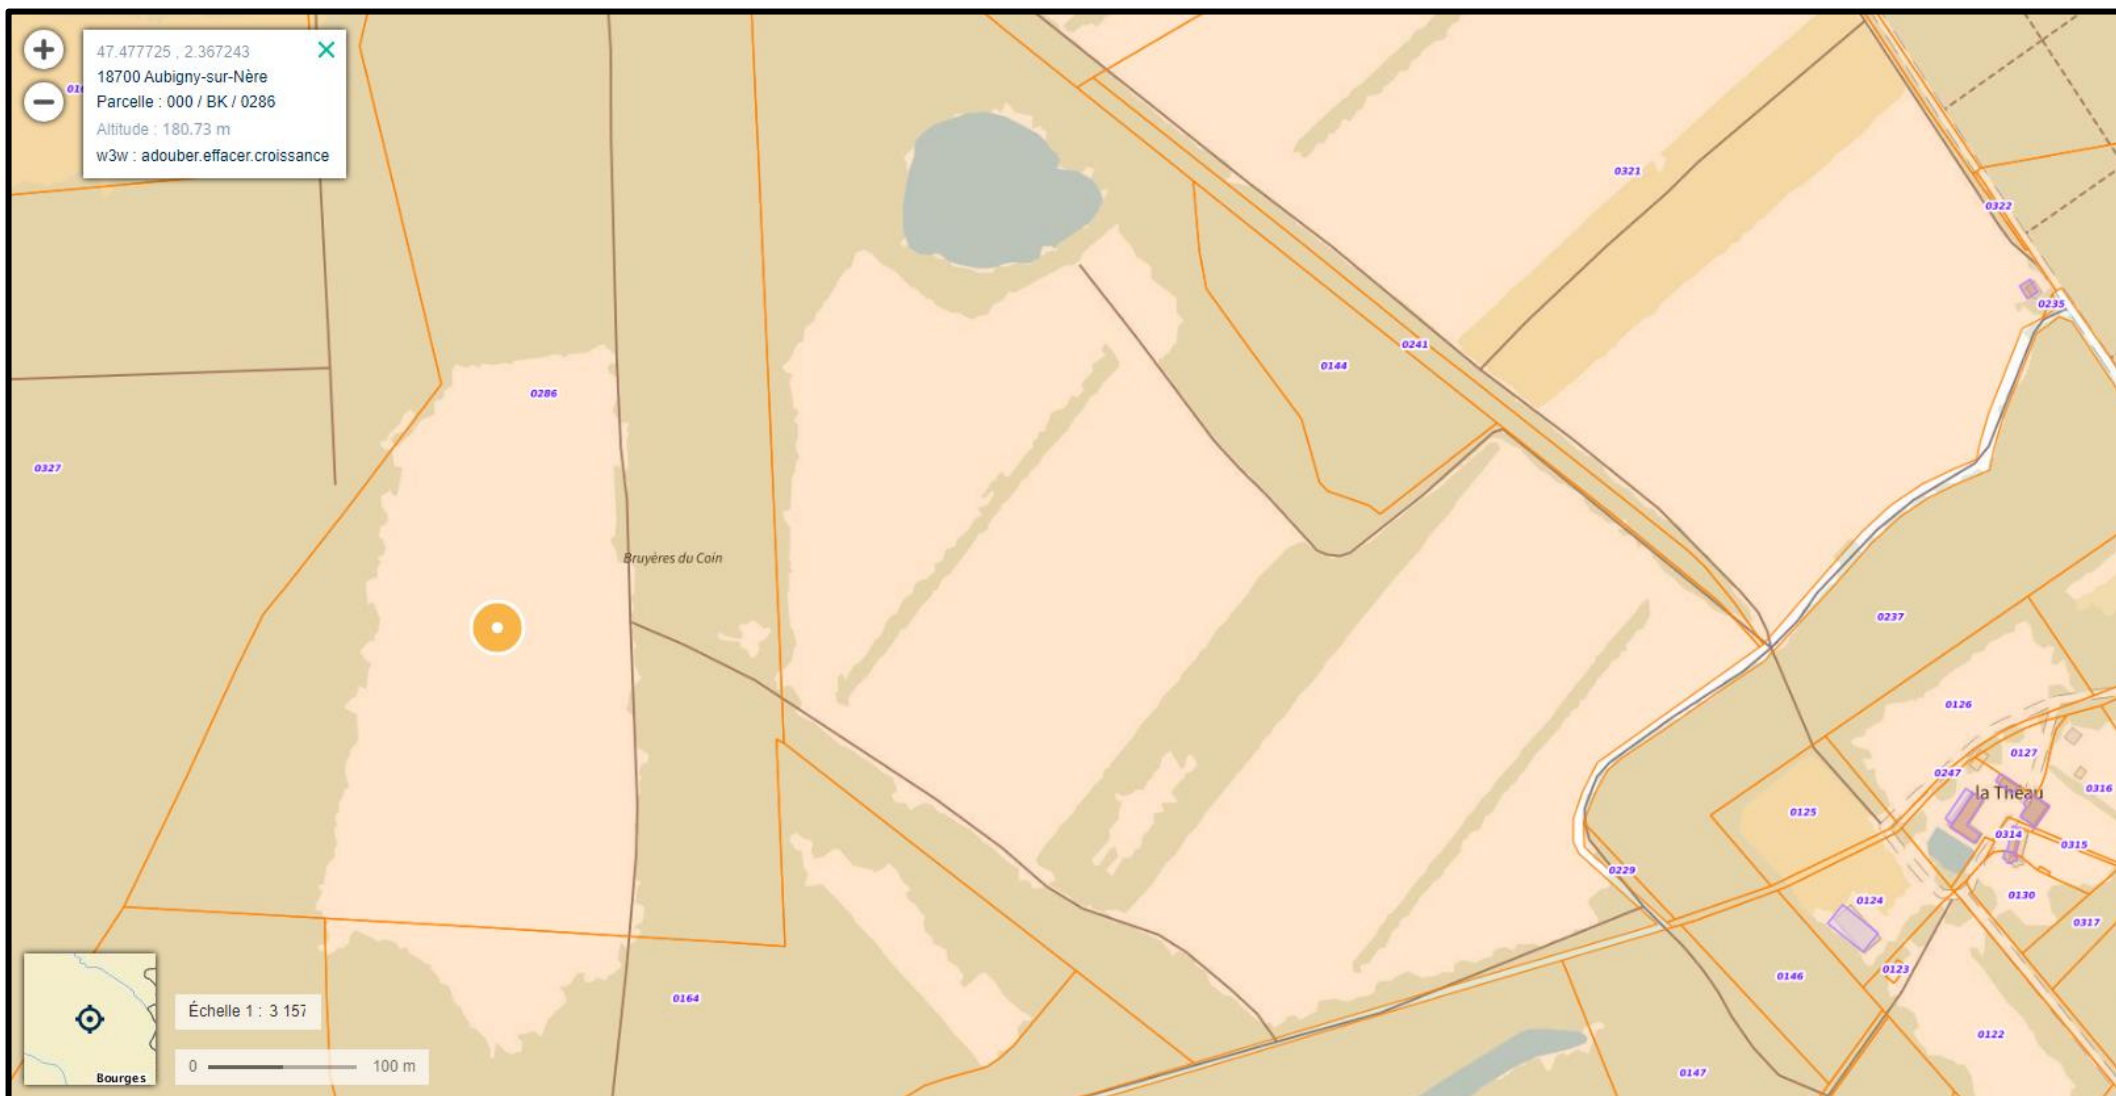 47.477725 , 2.367243
18700 Aubigny-sur-Nère
Parcelle : 000 / BK / 0286
Altitude : 180.73 m
w3w : adouber.effacer.croissance
0321
0322
0235
0241
0144
0286
0327
Bruyères du Coin
0237
0126
0127
0247
la Théau
0316
0125
0314
0315
0229
0124
0130
0317
0123
0146
0164
Échelle 1 : 3 157
0122
0 100 m
0147
Bourges